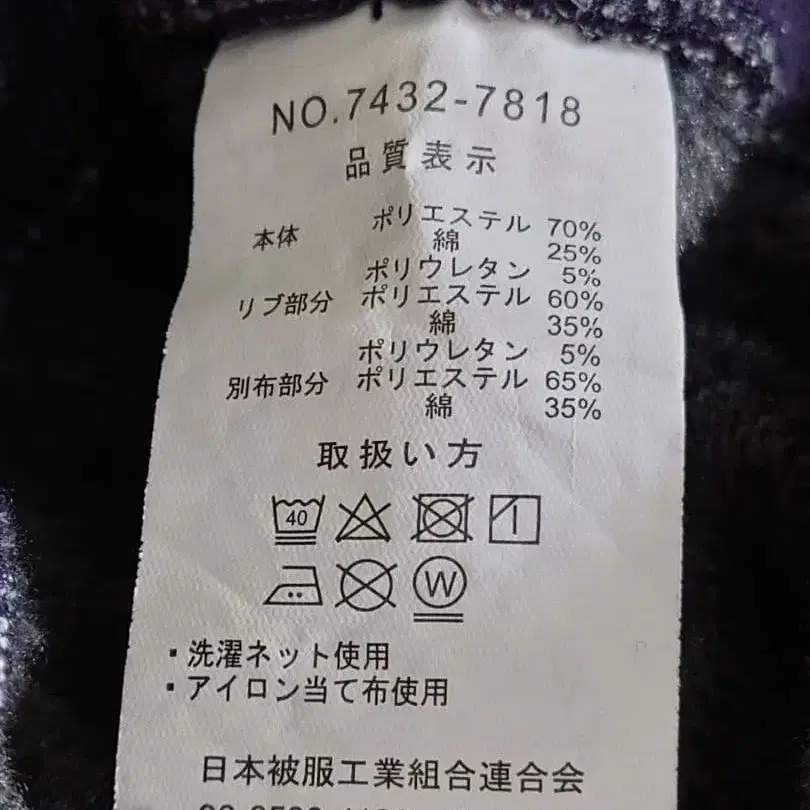 NO.7432-7818
品質表示
本体 ポリエステル 70%
綿 25%
ポリウレタン 5%
リブ部分 ポリエステル 60%
綿 35%
ポリウレタン 5%
別布部分 ポリエステル 65%
綿 35%
取扱い方
40
W
・洗濯ネット使用
・アイロン当て布使用
日本被服工業組合連合会